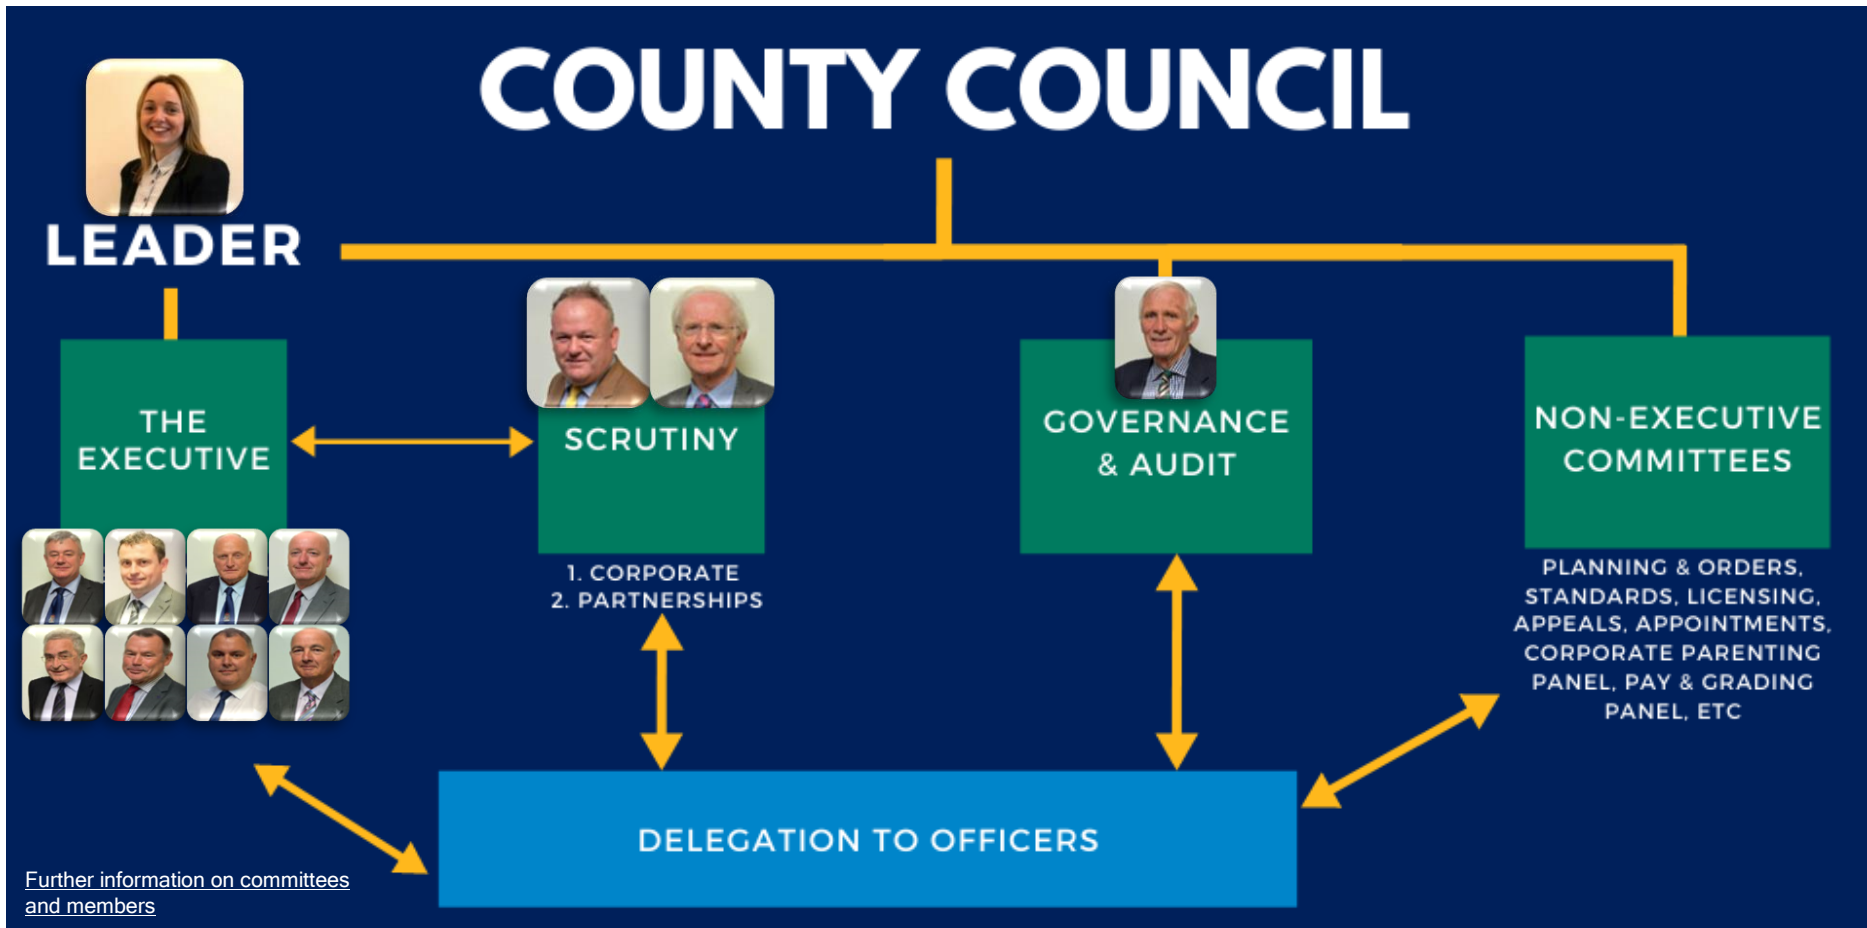 COUNTY COUNCIL
LEADER
THE
EXECUTIVE
SCRUTINY
1. CORPORATE
2. PARTNERSHIPS
GOVERNANCE
& AUDIT
NON-EXECUTIVE
COMMITTEES
PLANNING & ORDERS,
STANDARDS, LICENSING,
APPEALS, APPOINTMENTS,
CORPORATE PARENTING
PANEL, PAY & GRADING
PANEL, ETC
DELEGATION TO OFFICERS
Further information on committees
and members